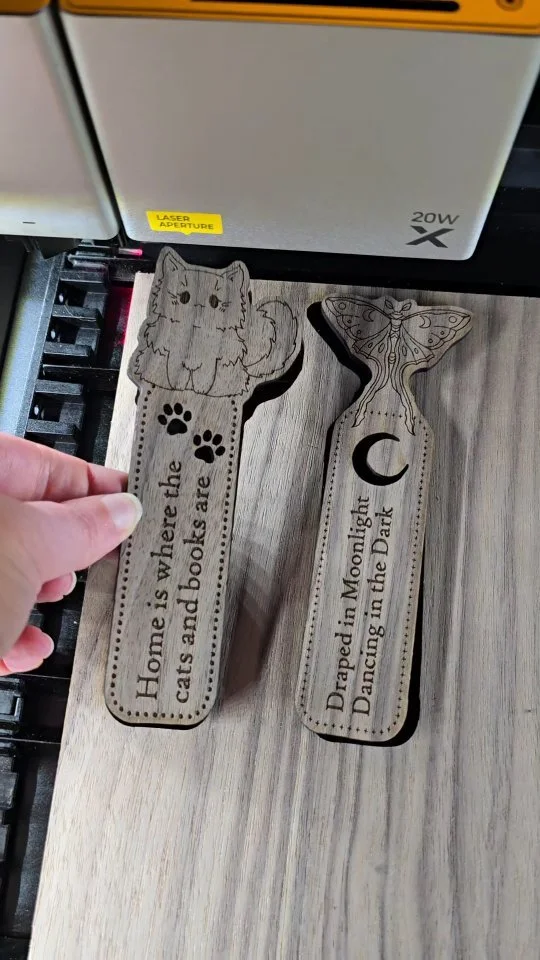 LASER
APERTURE
20W
X
Home is where the
cats and books are
Draped in Moonlight
Dancing in the Dark